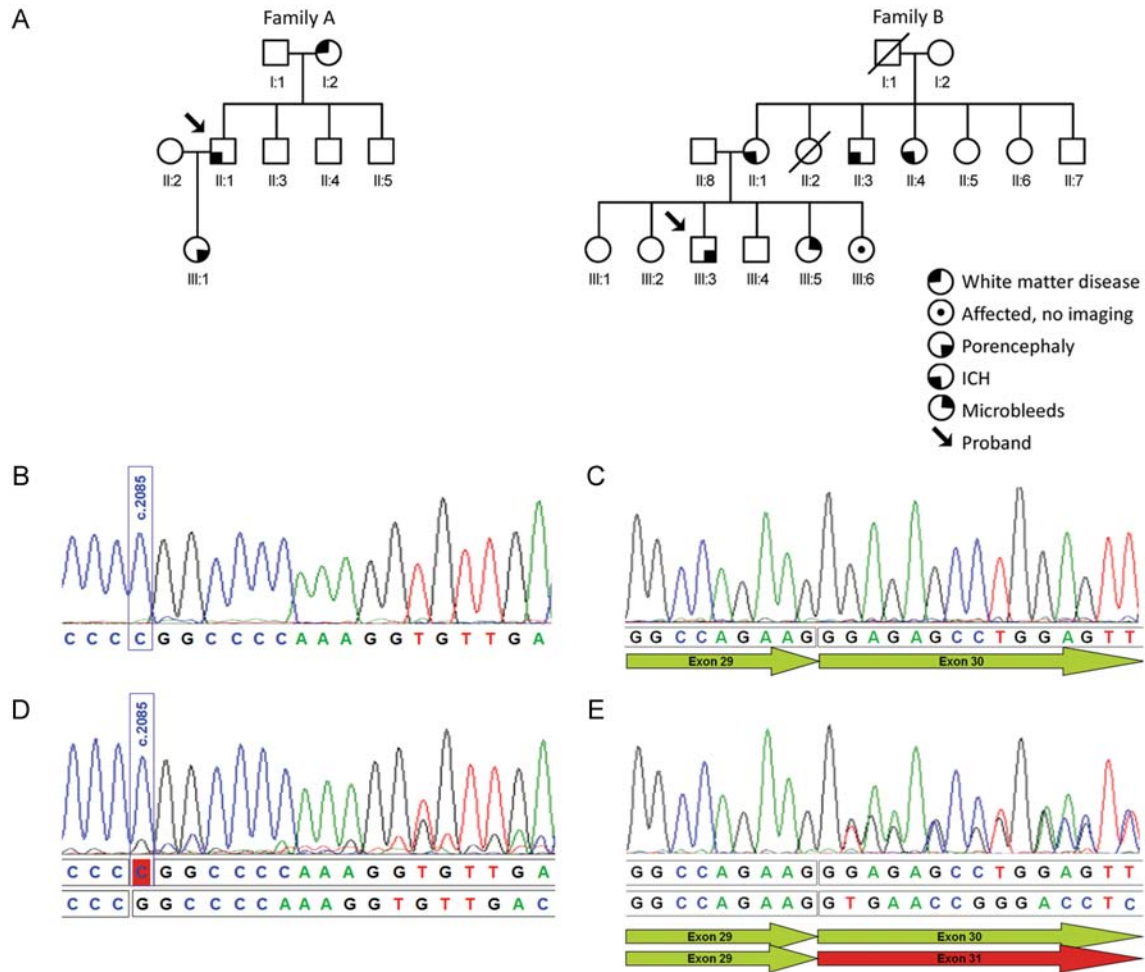 A
Family A
Family B
I:1 I:2
I:1 I:2
II:2 II:1 II:3 II:4 II:5
II:8 II:1 II:2 II:3 II:4 II:5 II:6 II:7
III:1
III:1 III:2 III:3 III:4 III:5 III:6
White matter disease
Affected, no imaging
Porencephaly
ICH
Microbleeds
Proband
B
c.2085
C C C C G G C C C C A A A G G T G T T G A
C
G G C C A G A A G G G A G A G C C T G G A G T T
Exon 29 Exon 30
D
c.2085
C C C C G G C C C C A A A G G T G T T G A
C C C G G C C C C A A A G G T G T T G A C
E
G G C C A G A A G G G A G A G C C T G G A G T T
G G C C A G A A G G T G A A C C G G G A C C T C
Exon 29 Exon 30
Exon 29 Exon 31